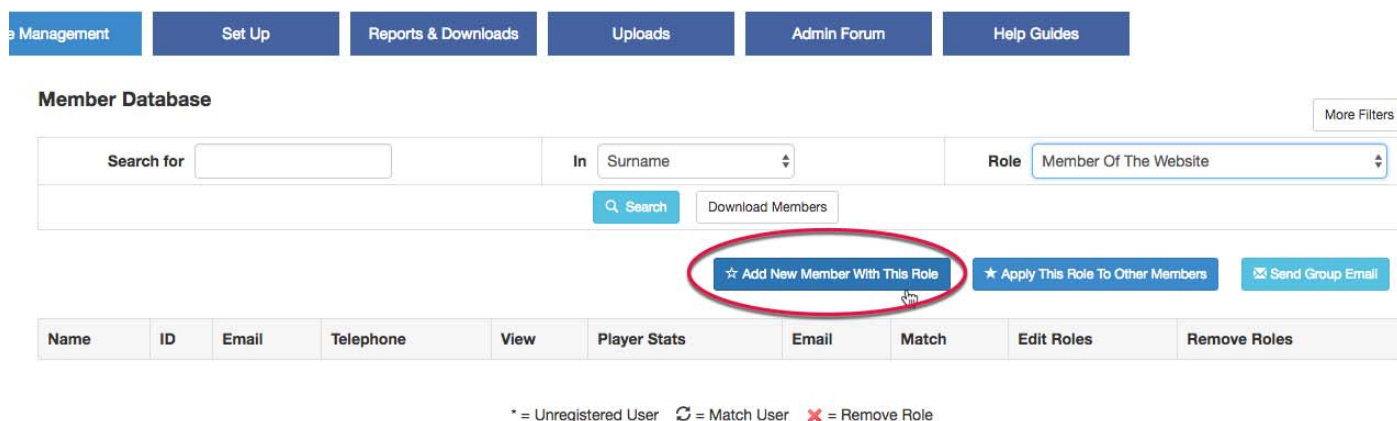 e Management Set Up Reports & Downloads Uploads Admin Forum Help Guides
Member Database
More Filters
Search for In Surname Role Member Of The Website
Search Download Members
Add New Member With This Role Apply This Role To Other Members Send Group Email
Name ID Email Telephone View Player Stats Email Match Edit Roles Remove Roles
* = Unregistered User = Match User = Remove Role